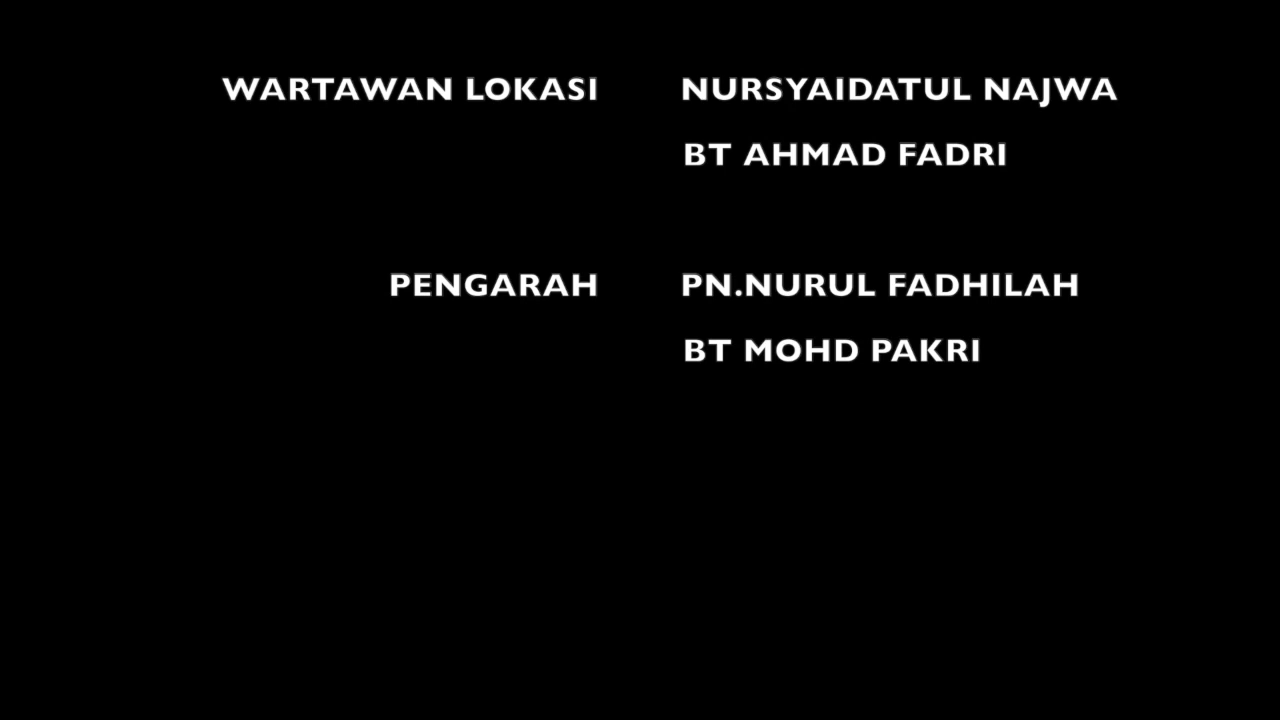 WARTAWAN LOKASI NURSYAIDATUL NAJWA
BT AHMAD FADRI
PENGARAH PN.NURUL FADHILAH
BT MOHD PAKRI